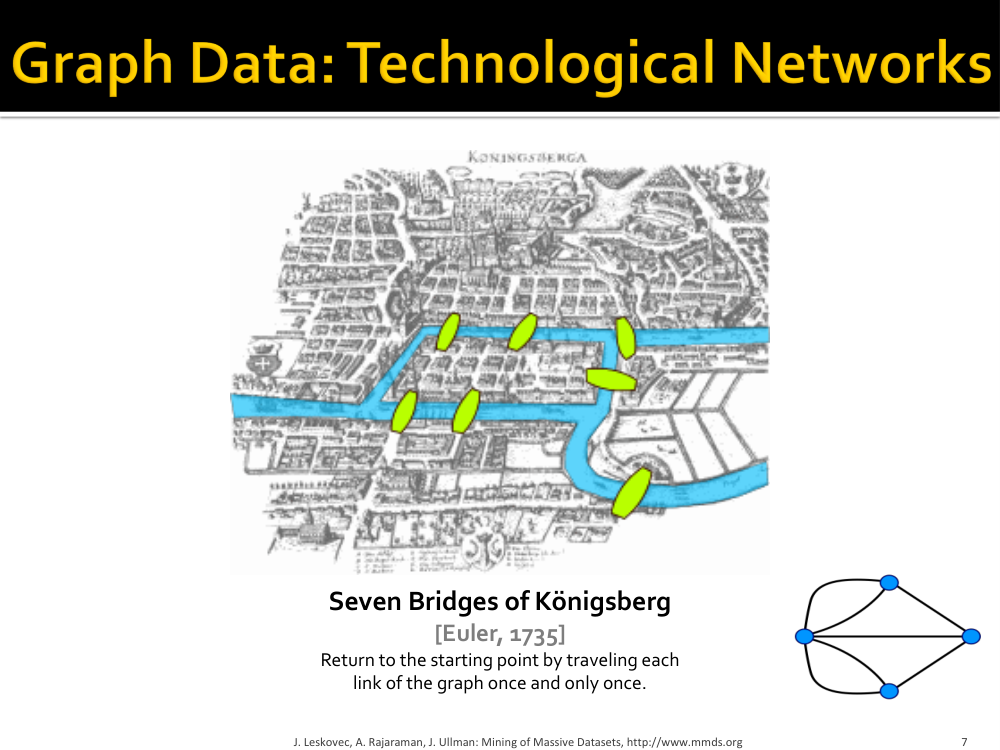 Graph Data: Technological Networks
KONINGSBERGA
Seven Bridges of Königsberg
[Euler, 1735]
Return to the starting point by traveling each
link of the graph once and only once.
J. Leskovec, A. Rajaraman, J. Ullman: Mining of Massive Datasets, http://www.mmds.org
7